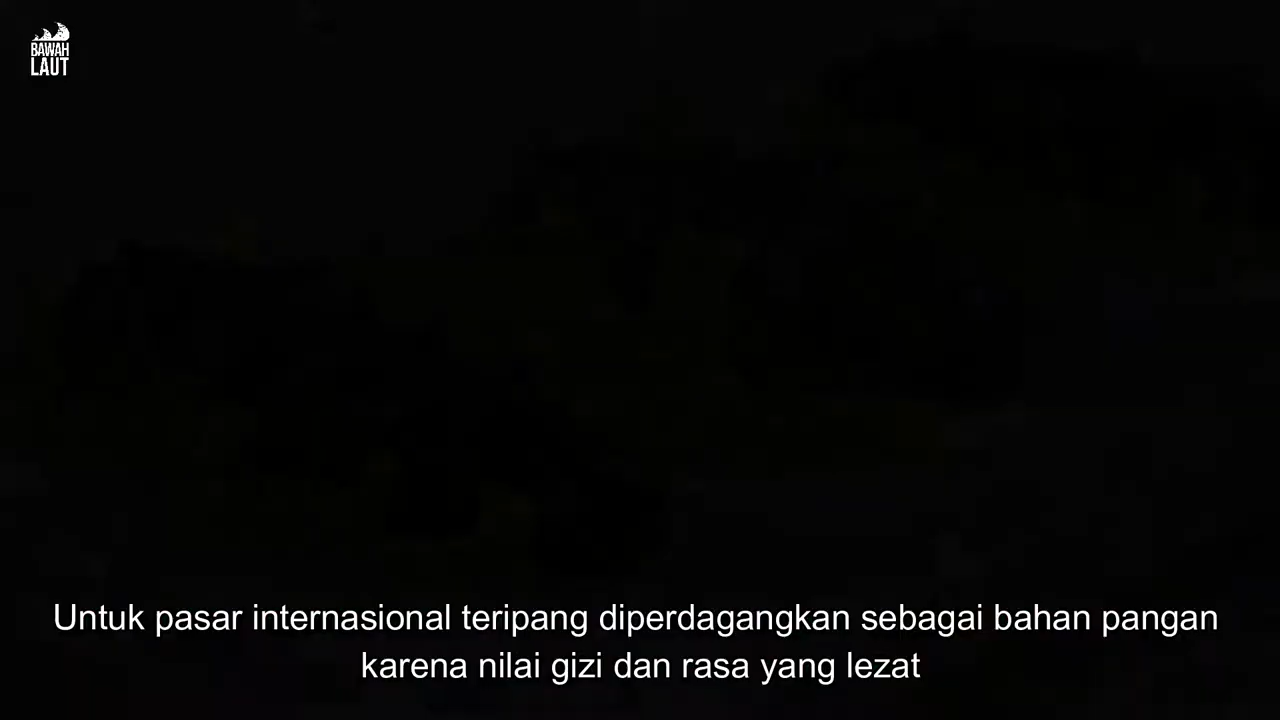 BAWAH
LAUT
Untuk pasar internasional teripang diperdagangkan sebagai bahan pangan
karena nilai gizi dan rasa yang lezat